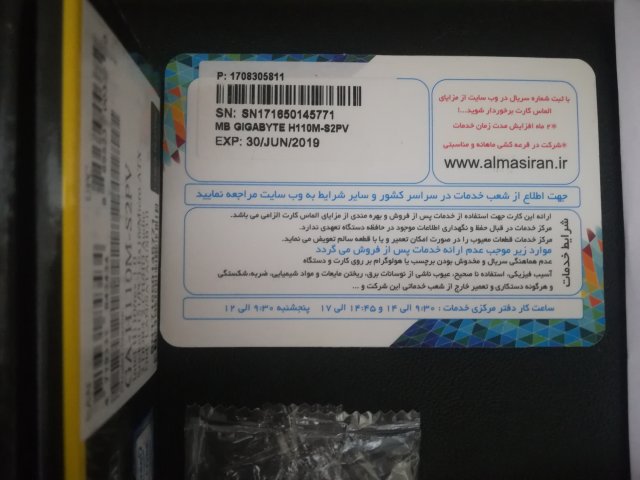 P: 1708305811
SN: SN171650145771
MB GIGABYTE H110M-S2PV
EXP: 30/JUN/2019
با ثبت شماره سریال در وب سایت از مزایای
الماس کارت برخوردار شوید...!
*۲ ماه افزایش مدت زمان خدمات
*شرکت در قرعه کشی ماهانه و مناسبتی
www.almasiran.ir
جهت اطلاع از شعب خدمات در سراسر کشور و سایر شرایط به وب سایت مراجعه نمایید
شرایط خدمات
ارائه این کارت جهت استفاده از خدمات پس از فروش و بهره مندی از مزایای الماس کارت الزامی می باشد.
مرکز خدمات در قبال حفظ و نگهداری اطلاعات موجود در حافظه دستگاه تعهدی ندارد.
مرکز خدمات قطعات معیوب را در صورت امکان تعمیر و یا با قطعه سالم تعویض می نماید.
موارد زیر موجب عدم ارائه خدمات پس از فروش می گردد
عدم هماهنگی سریال و مخدوش بودن برچسب یا هولوگرام بر روی کارت و دستگاه
آسیب فیزیکی، استفاده نا صحیح، عیوب ناشی از نوسانات برق، ریختن مایعات و مواد شیمیایی، ضربه، شکستگی
و هرگونه دستکاری و تعمیر خارج از شعب خدماتی این شرکت و ...
ساعت کار دفتر مرکزی خدمات : ۹:۳۰ الی ۱۴ و ۱۴:۴۵ الی ۱۷ پنجشنبه ۹:۳۰ الی ۱۲
GA-H110M-S2PV